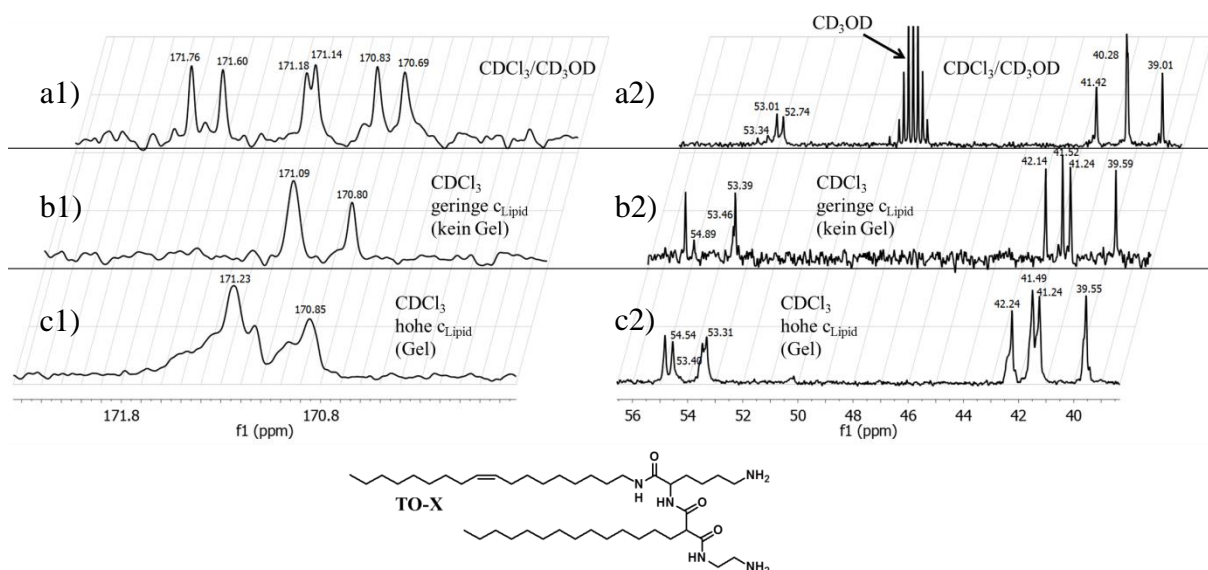 a1)
171.76
171.60
171.18
171.14
170.83
170.69
CDCl3/CD3OD
b1)
171.09
170.80
CDCl3
geringe cLipid
(kein Gel)
c1)
171.23
170.85
CDCl3
hohe cLipid
(Gel)
171.8
170.8
f1 (ppm)
a2)
53.34
53.01
52.74
CD3OD
CDCl3/CD3OD
41.42
40.28
39.01
b2)
54.89
53.46
53.39
CDCl3
geringe cLipid
(kein Gel)
42.14
41.52
41.24
39.59
c2)
54.54
53.40
53.31
CDCl3
hohe cLipid
(Gel)
42.24
41.49
41.24
39.55
56
54
52
50
48
46
44
42
40
f1 (ppm)
TO-X
O
N
H
NH2
NH
O
O
NH
NH2